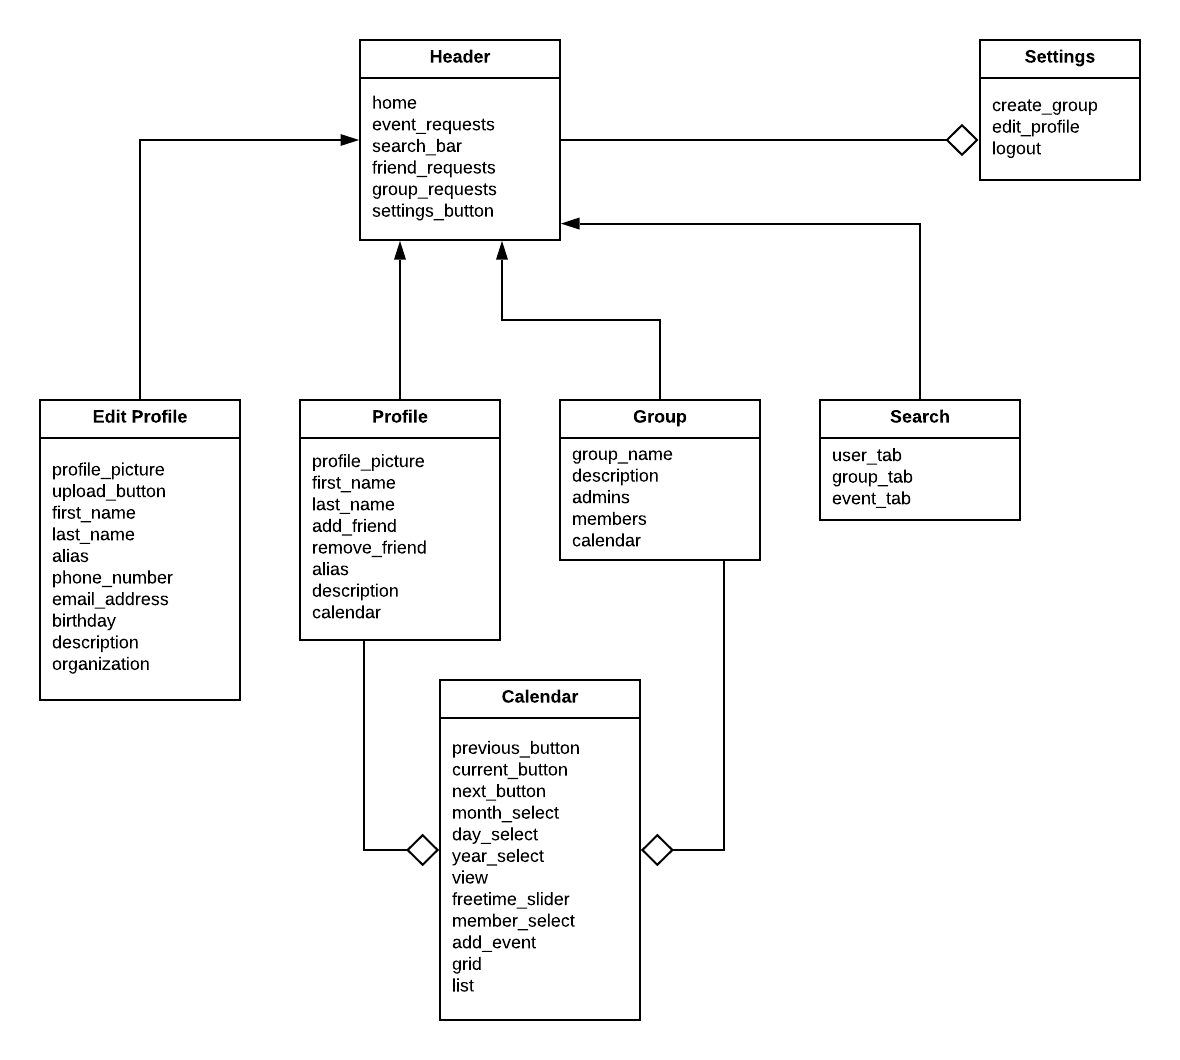 Header
home
event_requests
search_bar
friend_requests
group_requests
settings_button
Settings
create_group
edit_profile
logout
Edit Profile
profile_picture
upload_button
first_name
last_name
alias
phone_number
email_address
birthday
description
organization
Profile
profile_picture
first_name
last_name
add_friend
remove_friend
alias
description
calendar
Group
group_name
description
admins
members
calendar
Search
user_tab
group_tab
event_tab
Calendar
previous_button
current_button
next_button
month_select
day_select
year_select
view
freetime_slider
member_select
add_event
grid
list